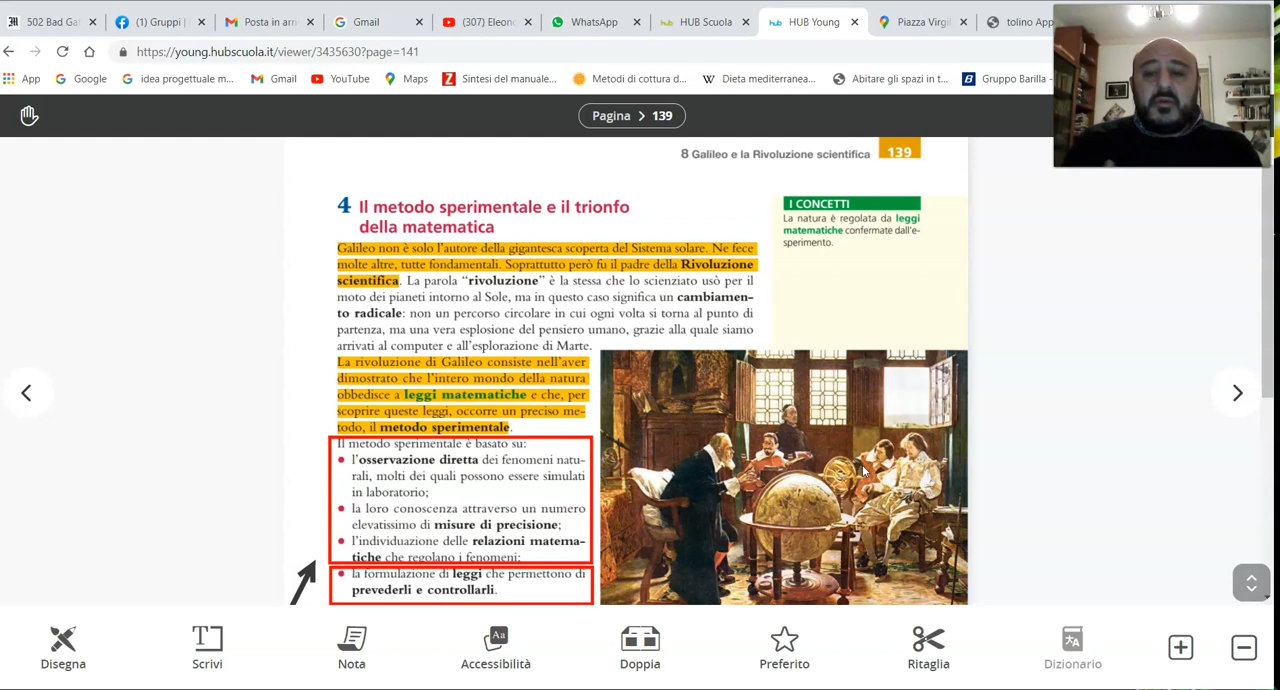 502 Bad Gat
(1) Gruppi |
Posta in arri
Gmail
(307) Eleono
WhatsApp
HUB Scuola
HUB Young
Piazza Virgil
tolino App
https://young.hubscuola.it/viewer/3435630?page=141
App
Google
idea progettuale m...
Gmail
YouTube
Maps
Sintesi del manuale...
Metodi di cottura d...
Dieta mediterranea...
Abitare gli spazi in t...
Gruppo Barilla -
Pagina > 139
8 Galileo e la Rivoluzione scientifica
139
4 Il metodo sperimentale e il trionfo
della matematica
Galileo non è solo l'autore della gigantesca scoperta del Sistema solare. Ne fece
molte altre, tutte fondamentali. Soprattutto però fu il padre della Rivoluzione
scientifica. La parola “rivoluzione” è la stessa che lo scienziato usò per il
moto dei pianeti intorno al Sole, ma in questo caso significa un cambiamen-
to radicale: non un percorso circolare in cui ogni volta si torna al punto di
partenza, ma una vera esplosione del pensiero umano, grazie alla quale siamo
arrivati al computer e all'esplorazione di Marte.
La rivoluzione di Galileo consiste nell'aver
dimostrato che l'intero mondo della natura
obbedisce a leggi matematiche e che, per
scoprire queste leggi, occorre un preciso me-
todo, il metodo sperimentale.
Il metodo sperimentale è basato su:
l'osservazione diretta dei fenomeni natu-
rali, molti dei quali possono essere simulati
in laboratorio;
la loro conoscenza attraverso un numero
elevatissimo di misure di precisione;
l'individuazione delle relazioni matema-
tiche che regolano i fenomeni;
la formulazione di leggi che permettono di
prevederli e controllarli.
I CONCETTI
La natura è regolata da leggi
matematiche confermate dall'e-
sperimento.
Disegna
Scrivi
Nota
Accessibilità
Doppia
Preferito
Ritaglia
Dizionario